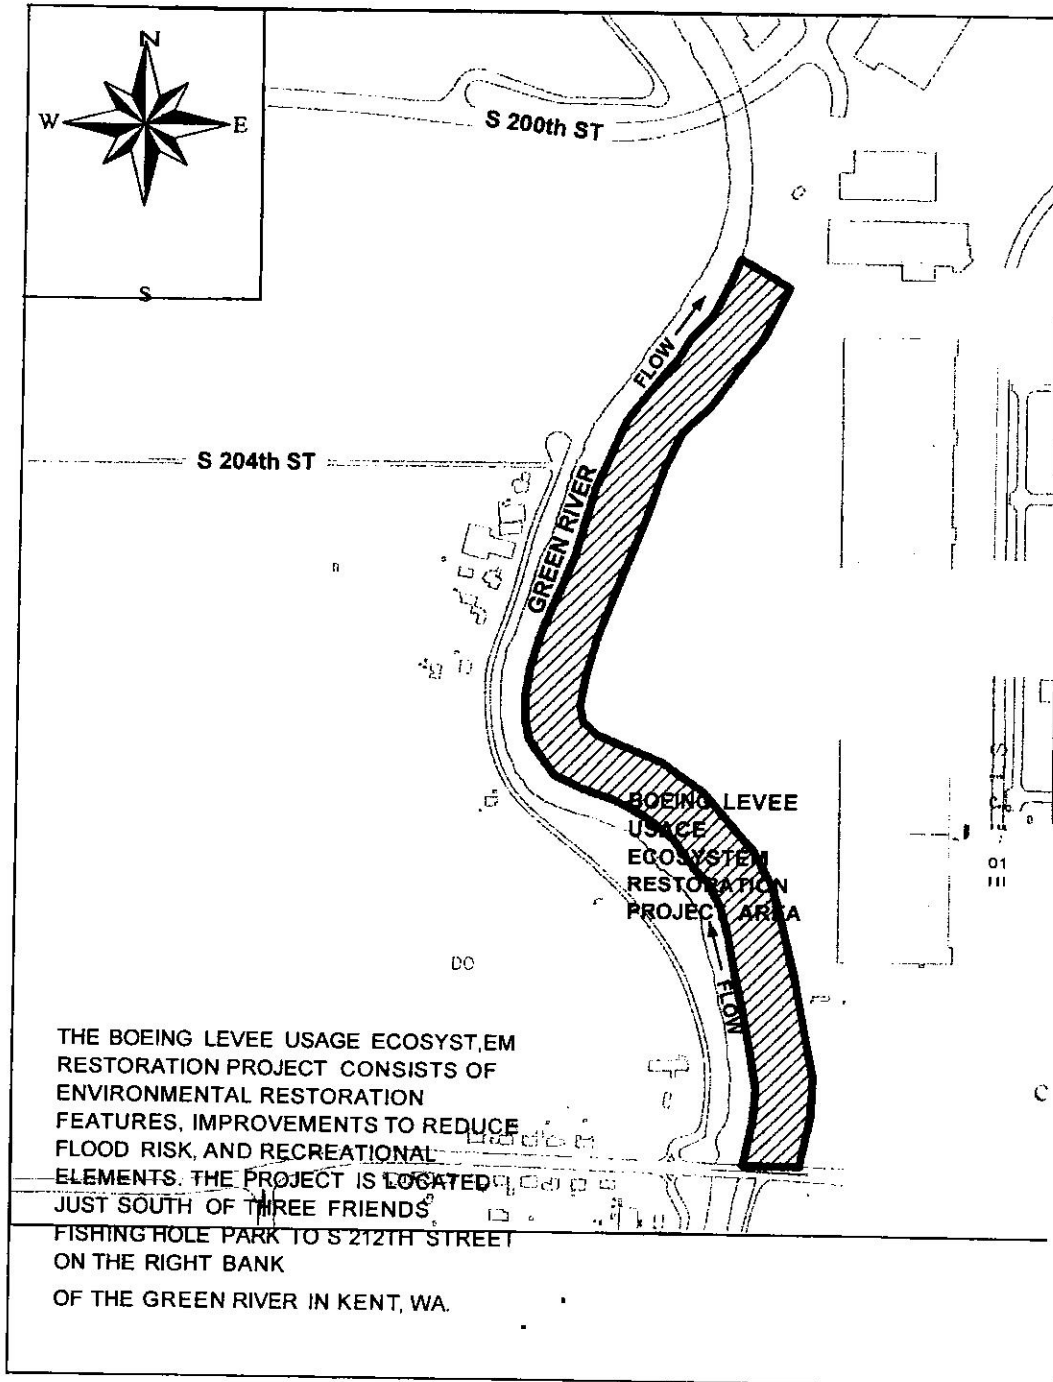 N
W E
S
S 200th ST
FLOW
S 204th ST
GREEN RIVER
BOEING LEVEE
USACE
ECOSYSTEM
RESTORATION
PROJECT AREA
01
FLOW
DO
THE BOEING LEVEE USAGE ECOSYST,EM
RESTORATION PROJECT CONSISTS OF
ENVIRONMENTAL RESTORATION
FEATURES, IMPROVEMENTS TO REDUCE
FLOOD RISK, AND RECREATIONAL
ELEMENTS. THE PROJECT IS LOCATED
JUST SOUTH OF THREE FRIENDS
FISHING HOLE PARK TO S 212TH STREET
ON THE RIGHT BANK
OF THE GREEN RIVER IN KENT, WA.